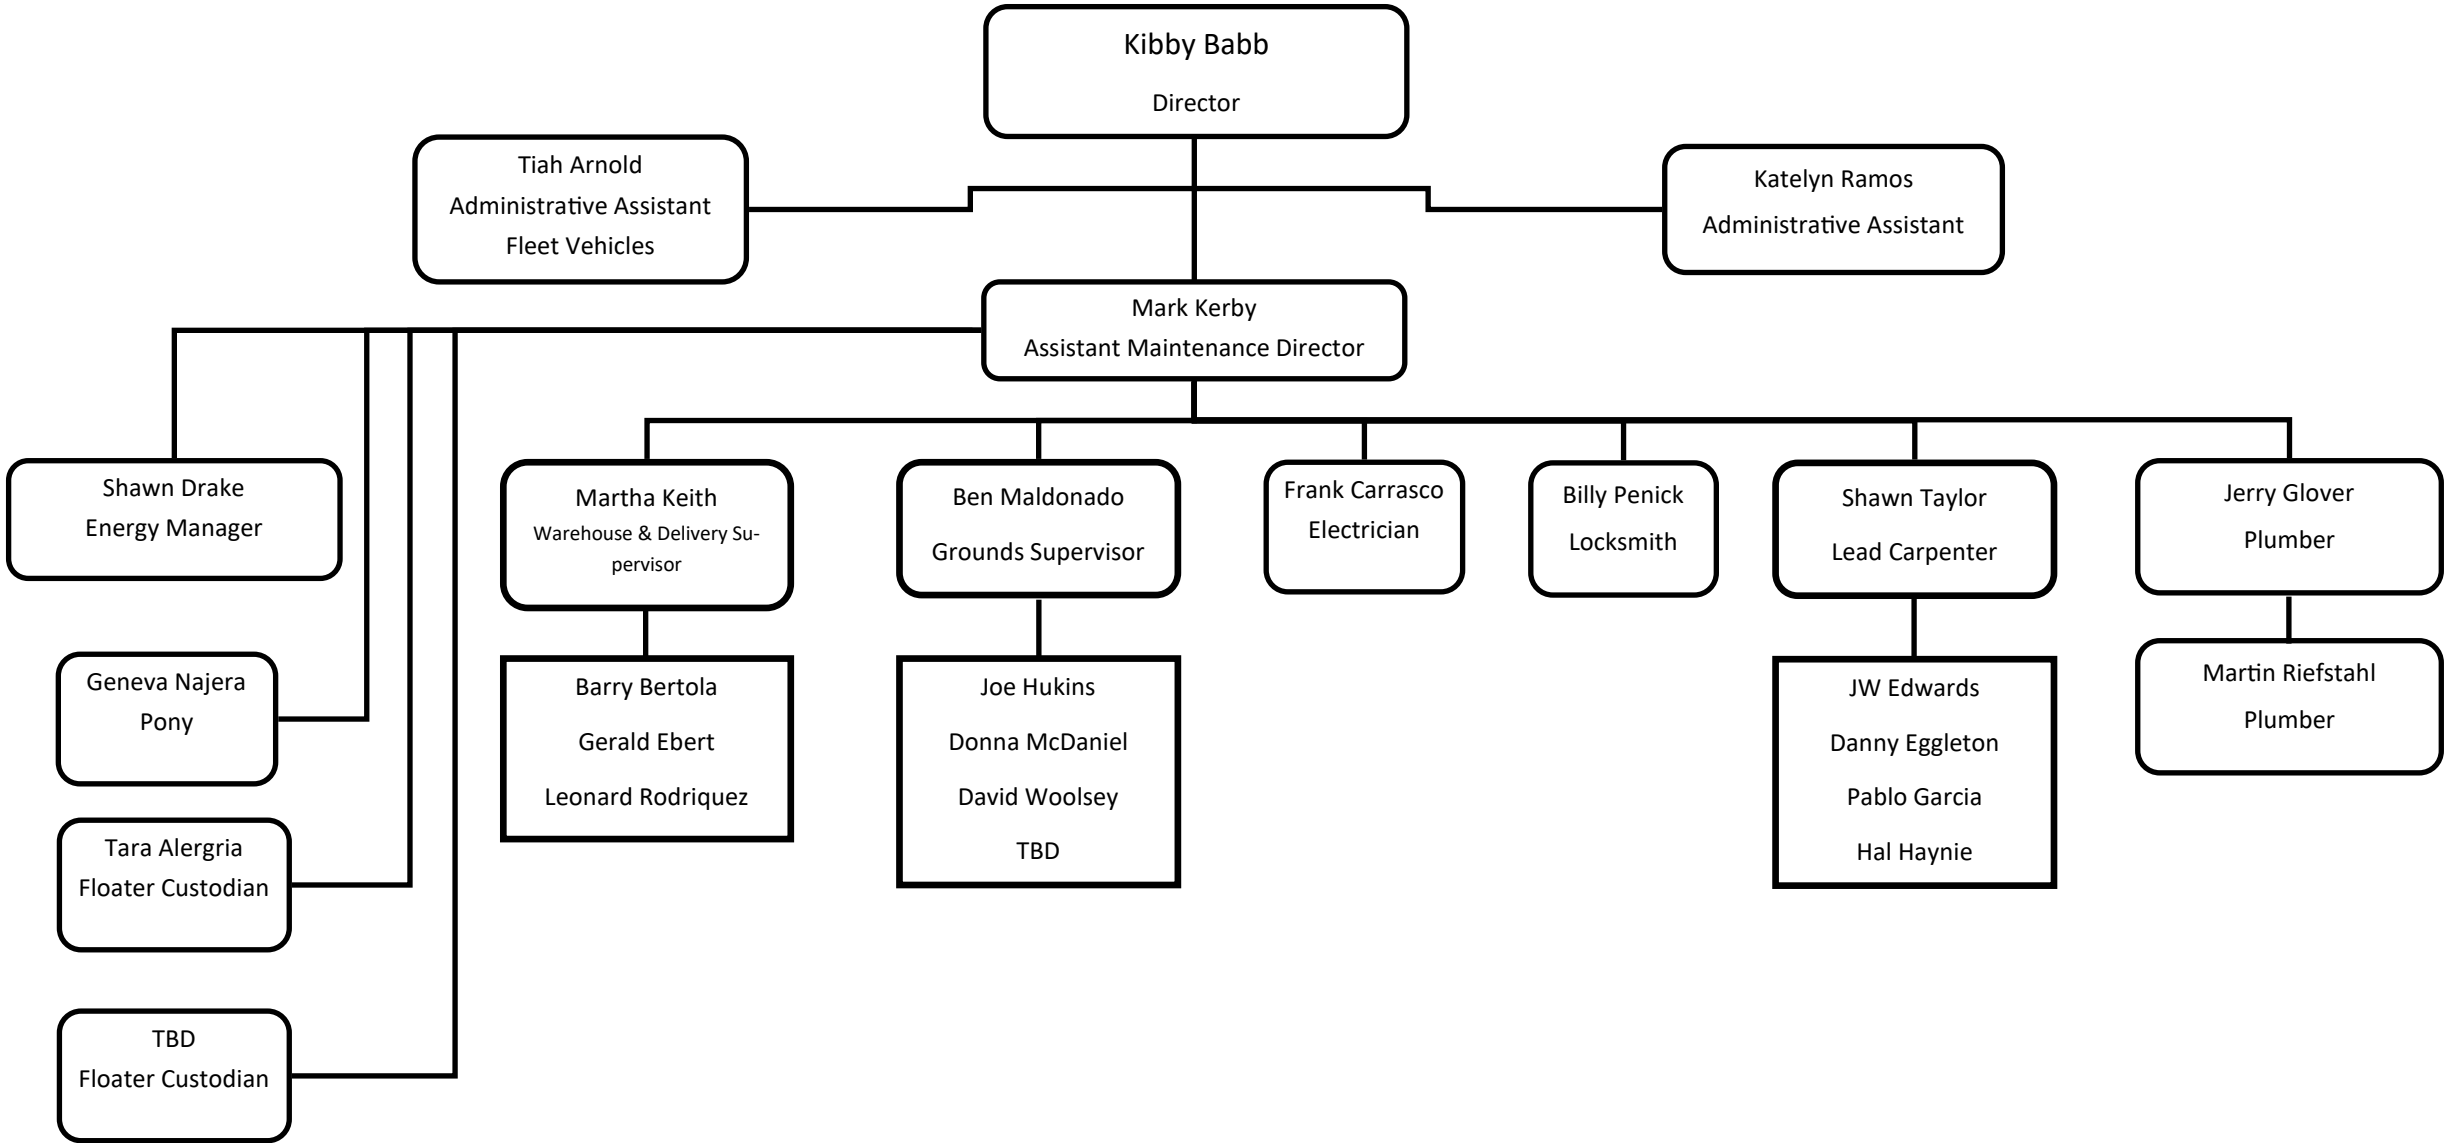 Kibby Babb
Director
Tiah Arnold
Administrative Assistant
Fleet Vehicles
Katelyn Ramos
Administrative Assistant
Mark Kerby
Assistant Maintenance Director
Shawn Drake
Energy Manager
Martha Keith
Warehouse & Delivery Su-
pervisor
Ben Maldonado
Grounds Supervisor
Frank Carrasco
Electrician
Billy Penick
Locksmith
Shawn Taylor
Lead Carpenter
Jerry Glover
Plumber
Geneva Najera
Pony
Barry Bertola
Gerald Ebert
Leonard Rodriquez
Joe Hukins
Donna McDaniel
David Woolsey
TBD
JW Edwards
Danny Eggleton
Pablo Garcia
Hal Haynie
Martin Riefstahl
Plumber
Tara Alergria
Floater Custodian
TBD
Floater Custodian